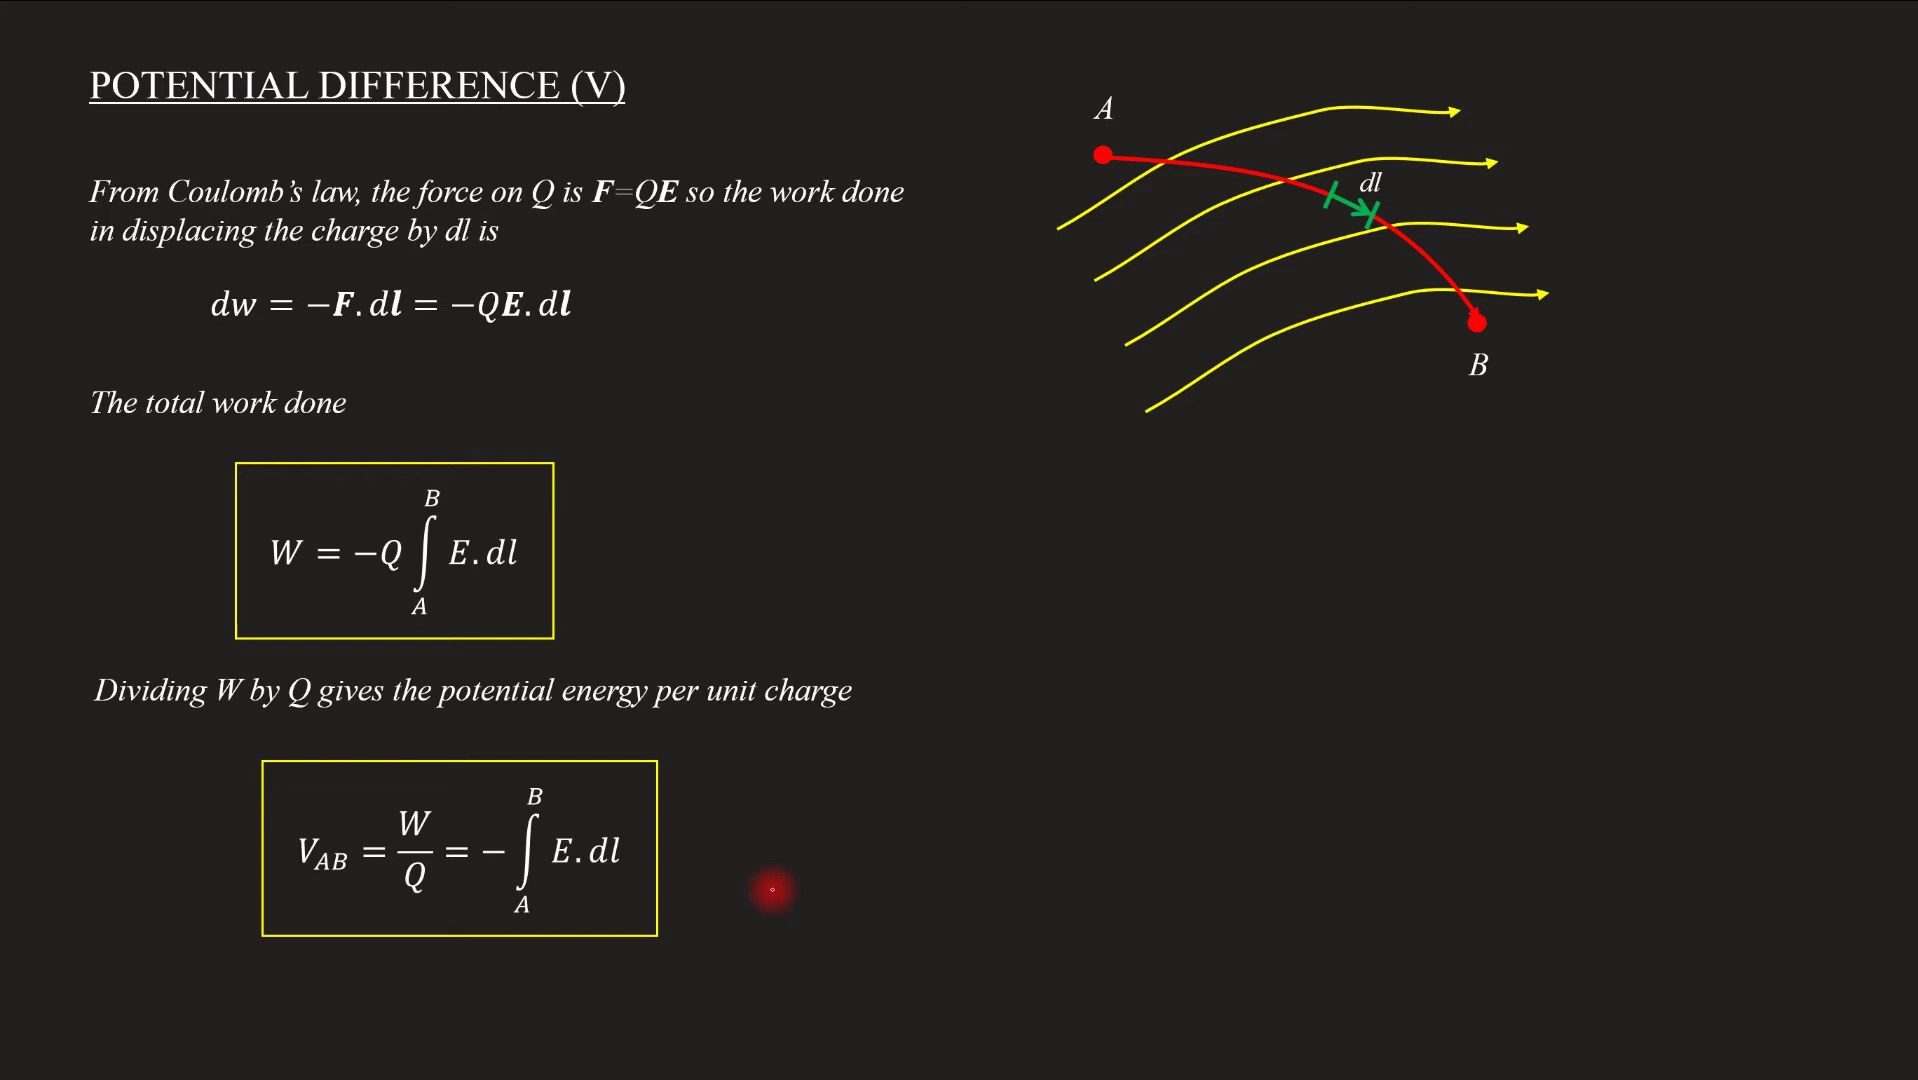 POTENTIAL DIFFERENCE (V)
From Coulomb’s law, the force on Q is F=QE so the work done
in displacing the charge by dl is
dw = −F. dl = −QE. dl
The total work done
W = −Q ∫_A^B E. dl
Dividing W by Q gives the potential energy per unit charge
V_AB = W/Q = − ∫_A^B E. dl
A
dl
B